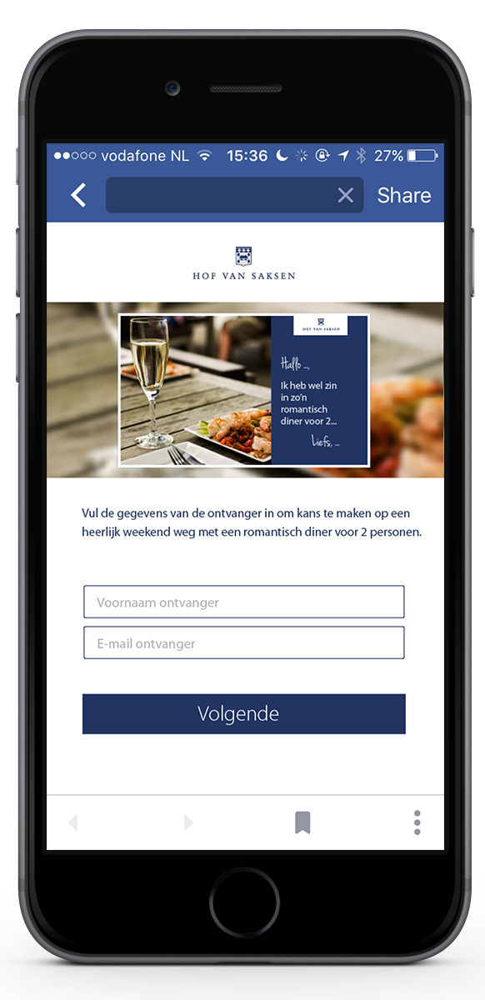 vodafone NL 15:36 27%
Share
HOF VAN SAKSEN
HOF VAN SAKSEN
Hallo ...,
Ik heb wel zin
in zo'n
romantisch
diner voor 2...
Liefs, ...
Vul de gegevens van de ontvanger in om kans te maken op een
heerlijk weekend weg met een romantisch diner voor 2 personen.
Voornaam ontvanger
E-mail ontvanger
Volgende